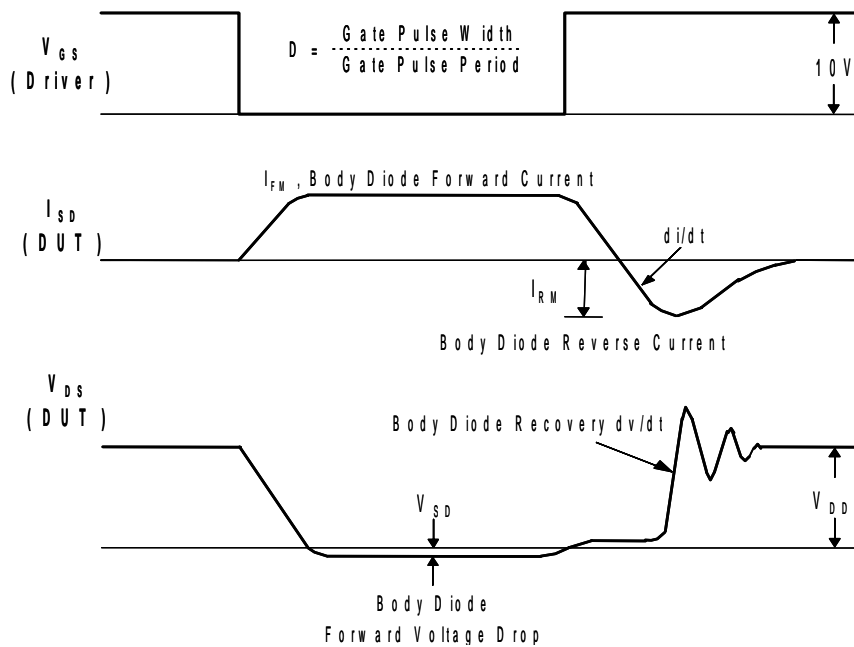 V_GS
(Driver)
D = Gate Pulse Width
Gate Pulse Period
10V
I_FM , Body Diode Forward Current
I_SD
(DUT)
di/dt
I_RM
Body Diode Reverse Current
V_DS
(DUT)
Body Diode Recovery dv/dt
V_SD
V_DD
Body Diode
Forward Voltage Drop